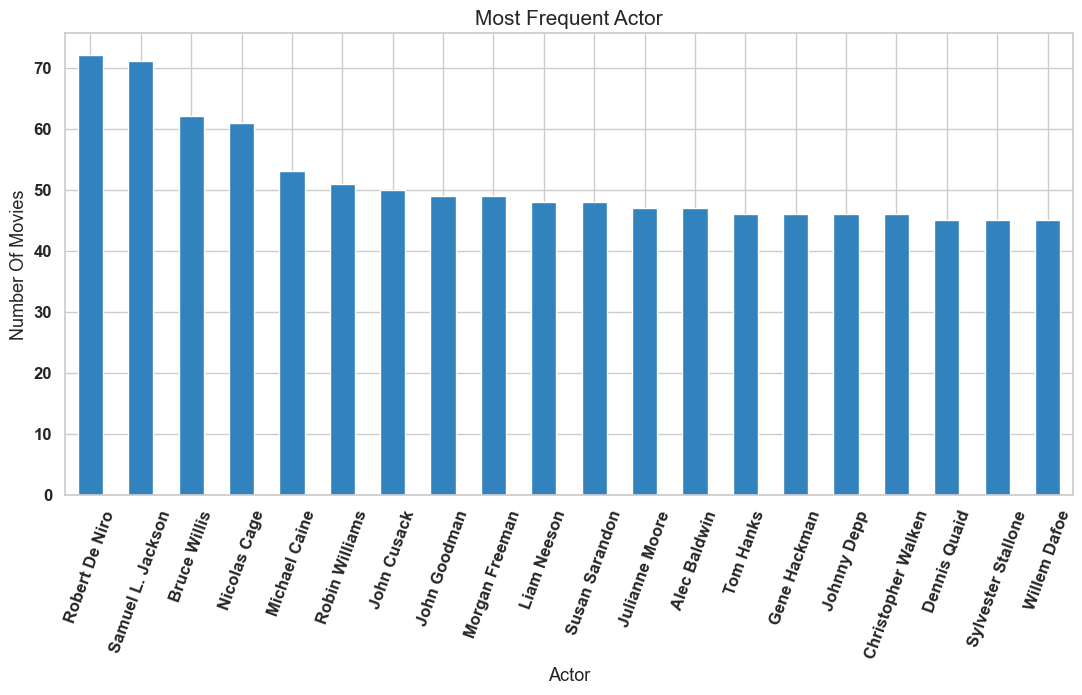 Most Frequent Actor
Number Of Movies
70
60
50
40
30
20
10
0
Robert De Niro
Samuel L. Jackson
Bruce Willis
Nicolas Cage
Michael Caine
Robin Williams
John Cusack
John Goodman
Morgan Freeman
Liam Neeson
Susan Sarandon
Julianne Moore
Alec Baldwin
Tom Hanks
Gene Hackman
Johnny Depp
Christopher Walken
Dennis Quaid
Sylvester Stallone
Willem Dafoe
Actor